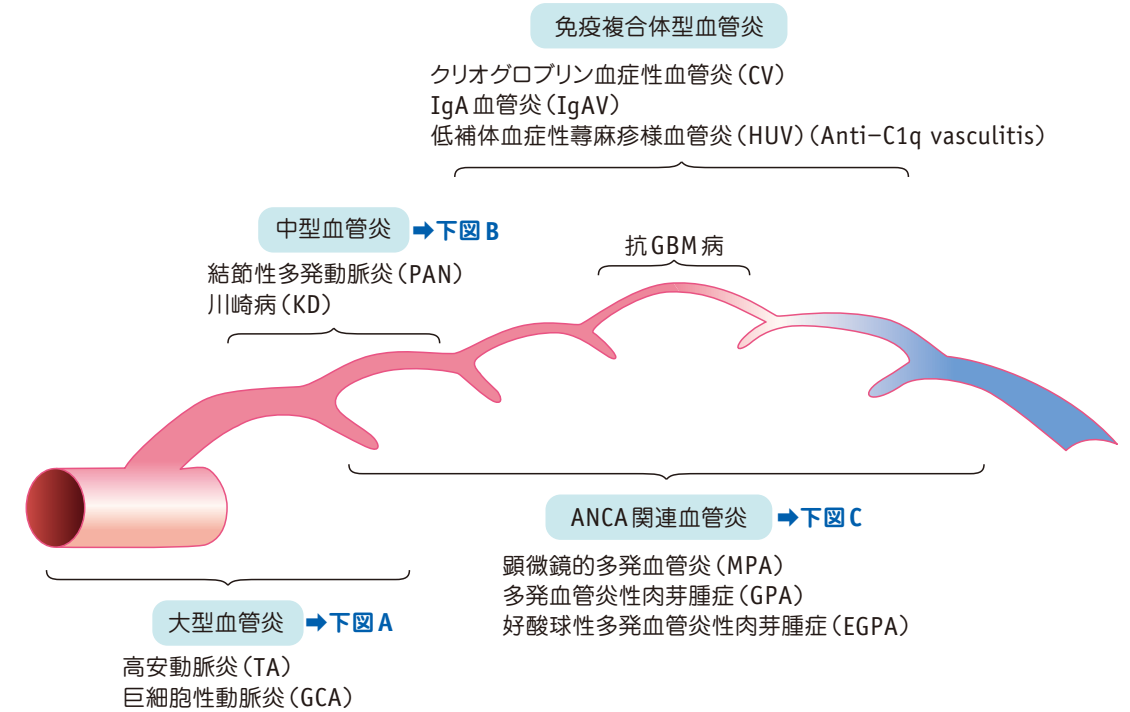 免疫複合体型血管炎
クリオグロブリン血症性血管炎（CV）
IgA血管炎（IgAV）
低補体血症性蕁麻疹様血管炎（HUV）（Anti−C1q vasculitis）
中型血管炎 ➡下図B
結節性多発動脈炎（PAN）
川崎病（KD）
抗GBM病
ANCA関連血管炎 ➡下図C
顕微鏡的多発血管炎（MPA）
多発血管炎性肉芽腫症（GPA）
好酸球性多発血管炎性肉芽腫症（EGPA）
大型血管炎 ➡下図A
高安動脈炎（TA）
巨細胞性動脈炎（GCA）